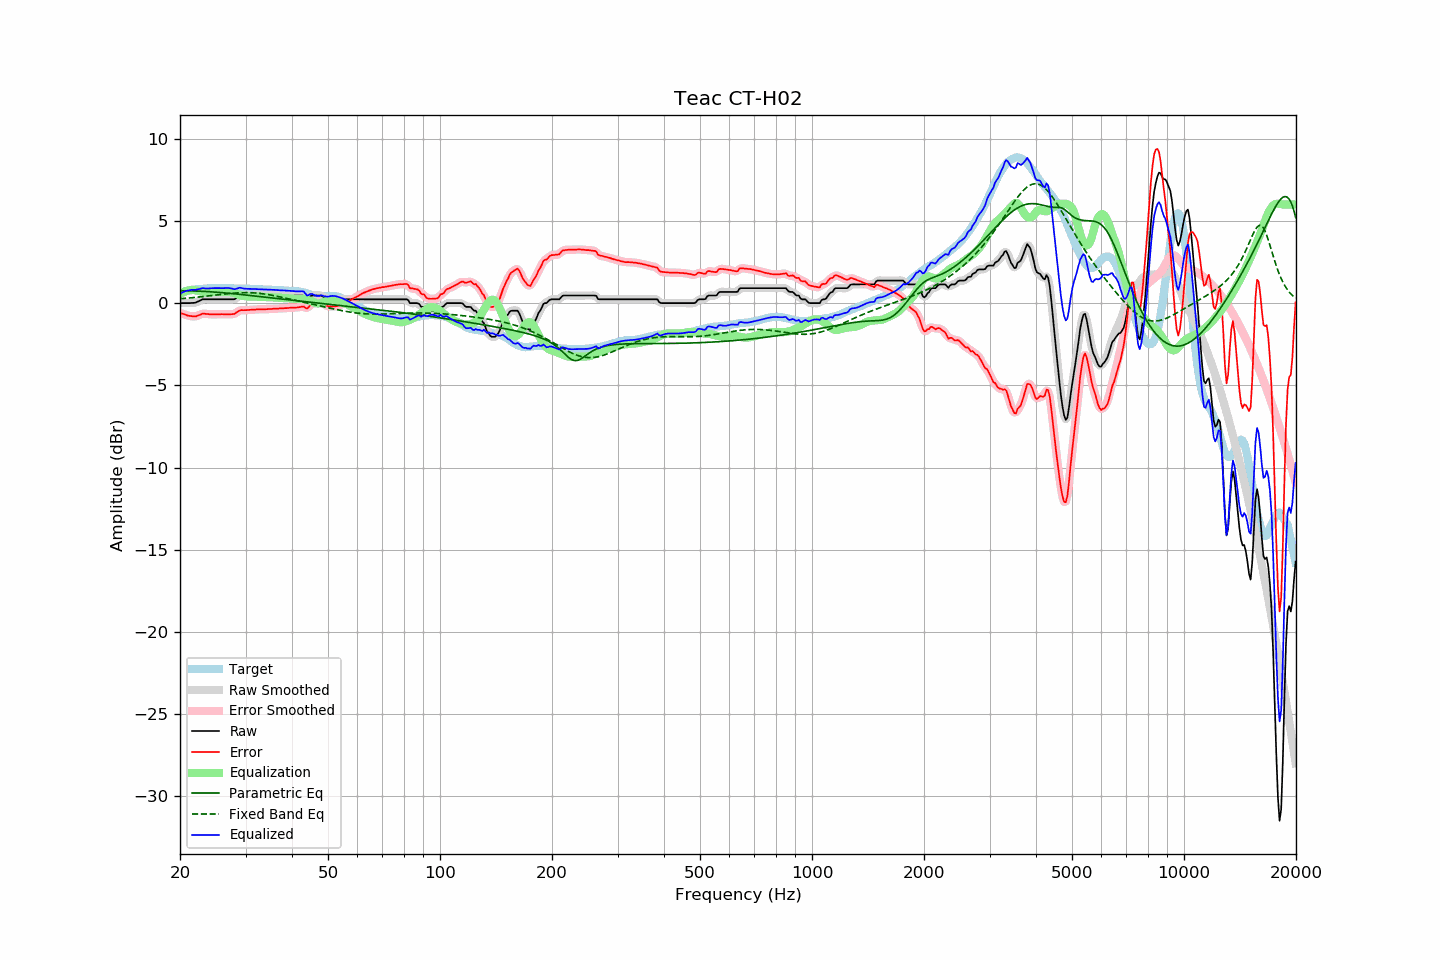 Teac CT-H02
10
5
0
−5
−10
−15
−20
−25
−30
Amplitude (dBr)
Target
Raw Smoothed
Error Smoothed
Raw
Error
Equalization
Parametric Eq
Fixed Band Eq
Equalized
20 50 100 200 500 1000 2000 5000 10000 20000
Frequency (Hz)